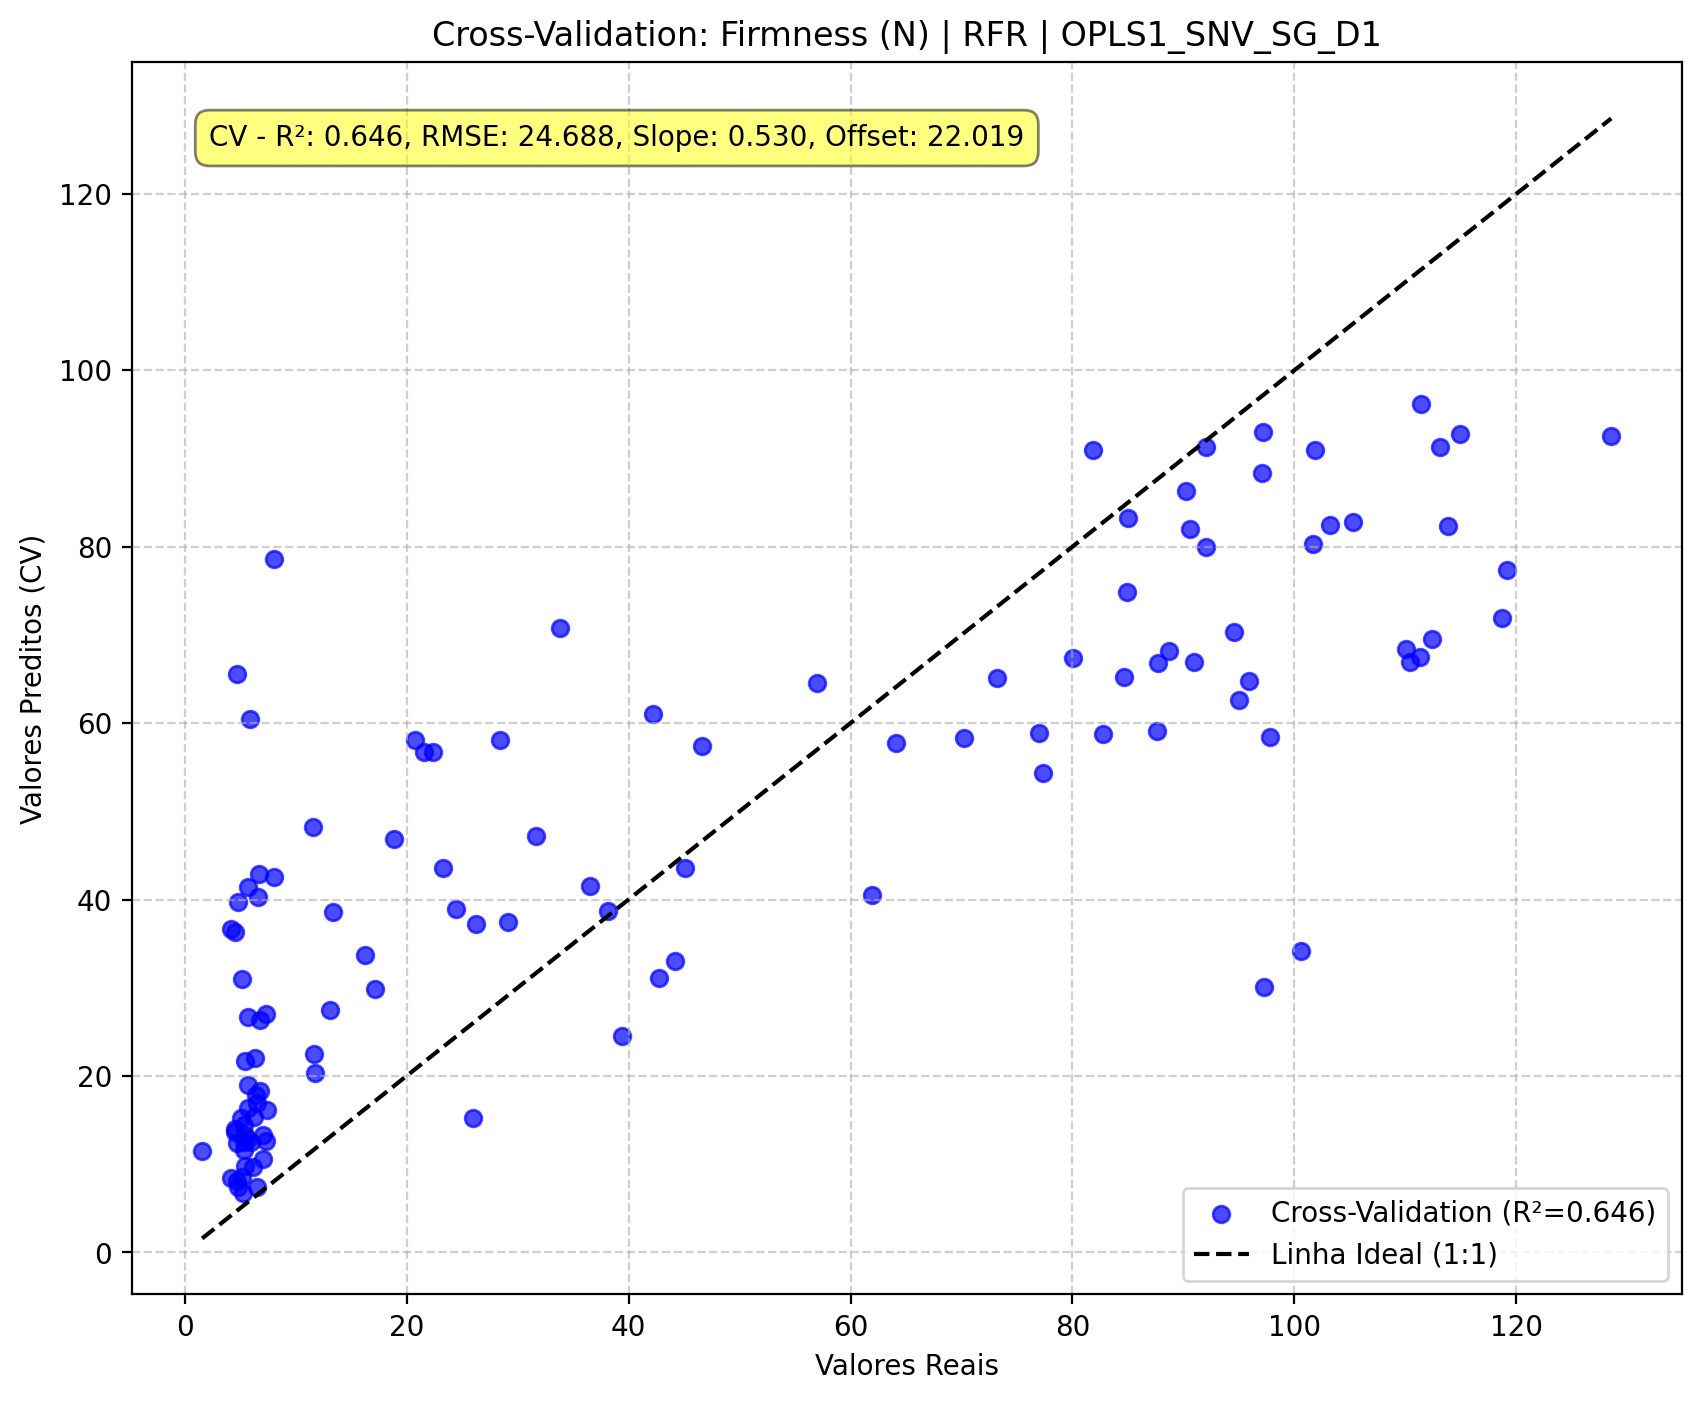 Cross-Validation: Firmness (N) | RFR | OPLS1_SNV_SG_D1
CV - R²: 0.646, RMSE: 24.688, Slope: 0.530, Offset: 22.019
Valores Preditos (CV)
120
100
80
60
40
20
0
Cross-Validation (R²=0.646)
Linha Ideal (1:1)
0 20 40 60 80 100 120
Valores Reais